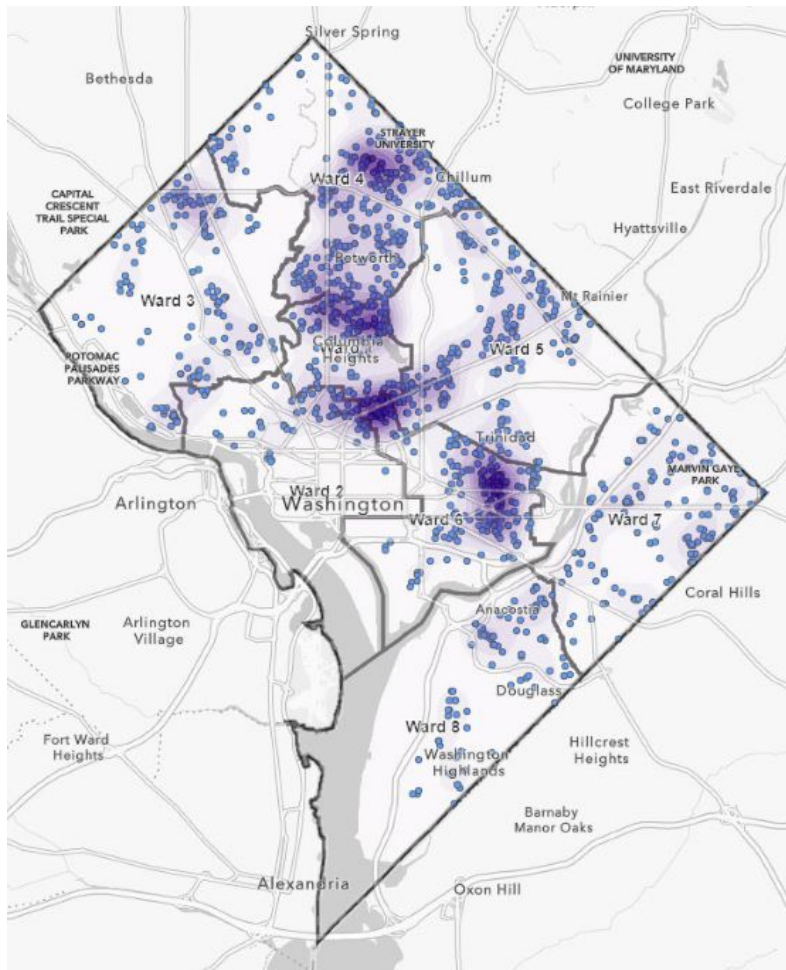 Silver Spring
UNIVERSITY
OF MARYLAND
Bethesda
College Park
STRAYER
UNIVERSITY
Ward 4
Chillum
East Riverdale
CAPITAL
CRESCENT
TRAIL SPECIAL
PARK
Hyattsville
Petworth
Ward 3
Mt Rainier
Columbia
Heights
Ward
Ward 5
POTOMAC
PALISADES
PARKWAY
Trinidad
MARVIN GAYE
PARK
Ward 2
Arlington
Washington
Ward 6
Ward 7
Coral Hills
Anacostia
GLENCARLYN
PARK
Arlington
Village
Douglass
Ward 8
Fort Ward
Heights
Washington
Highlands
Hillcrest
Heights
Barnaby
Manor Oaks
Alexandria
Oxon Hill